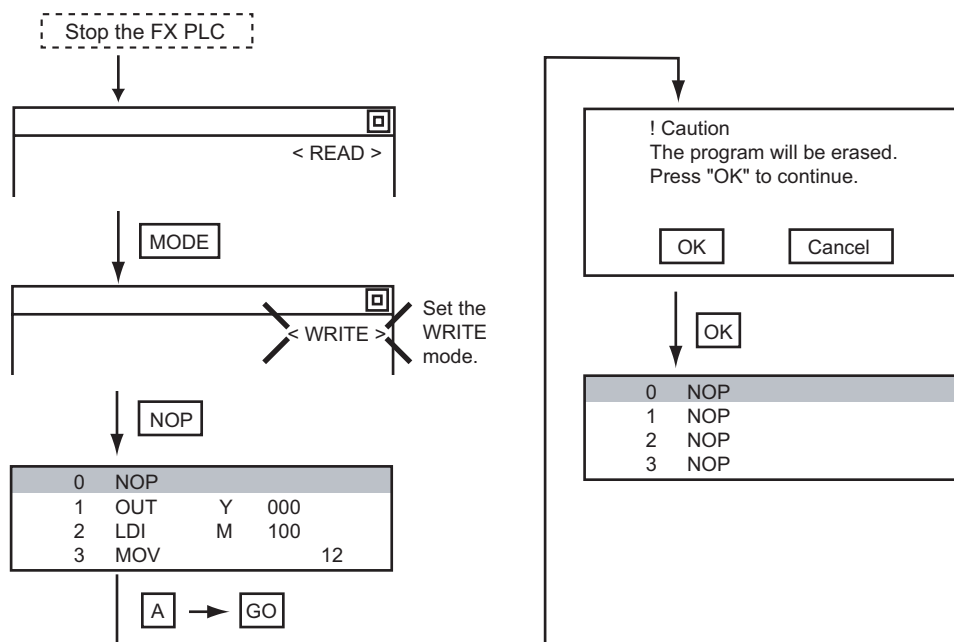 Stop the FX PLC
< READ >
MODE
< WRITE >
Set the
WRITE
mode.
NOP
0 NOP
1 OUT Y 000
2 LDI M 100
3 MOV 12
A GO
! Caution
The program will be erased.
Press "OK" to continue.
OK Cancel
OK
0 NOP
1 NOP
2 NOP
3 NOP